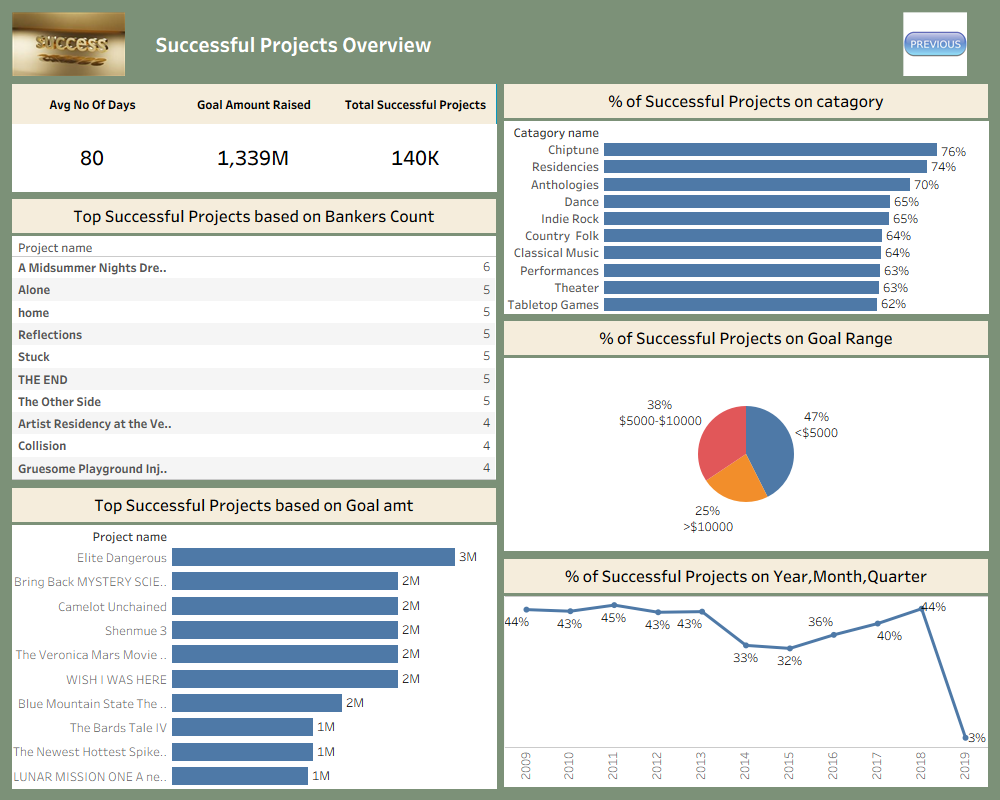 success
Successful Projects Overview
PREVIOUS
Avg No Of Days
Goal Amount Raised
Total Successful Projects
80
1,339M
140K
Top Successful Projects based on Bankers Count
Project name
A Midsummer Nights Dre.. 6
Alone 5
home 5
Reflections 5
Stuck 5
THE END 5
The Other Side 5
Artist Residency at the Ve.. 4
Collision 4
Gruesome Playground Inj.. 4
Top Successful Projects based on Goal amt
Project name
Elite Dangerous 3M
Bring Back MYSTERY SCIE.. 2M
Camelot Unchained 2M
Shenmue 3 2M
The Veronica Mars Movie .. 2M
WISH I WAS HERE 2M
Blue Mountain State The .. 2M
The Bards Tale IV 1M
The Newest Hottest Spike.. 1M
LUNAR MISSION ONE A ne.. 1M
% of Successful Projects on catagory
Catagory name
Chiptune 76%
Residencies 74%
Anthologies 70%
Dance 65%
Indie Rock 65%
Country Folk 64%
Classical Music 64%
Performances 63%
Theater 63%
Tabletop Games 62%
% of Successful Projects on Goal Range
38%
$5000-$10000
47%
<$5000
25%
>$10000
% of Successful Projects on Year,Month,Quarter
44% 43% 45% 43% 43% 33% 32% 36% 40% 44% 3%
2009 2010 2011 2012 2013 2014 2015 2016 2017 2018 2019